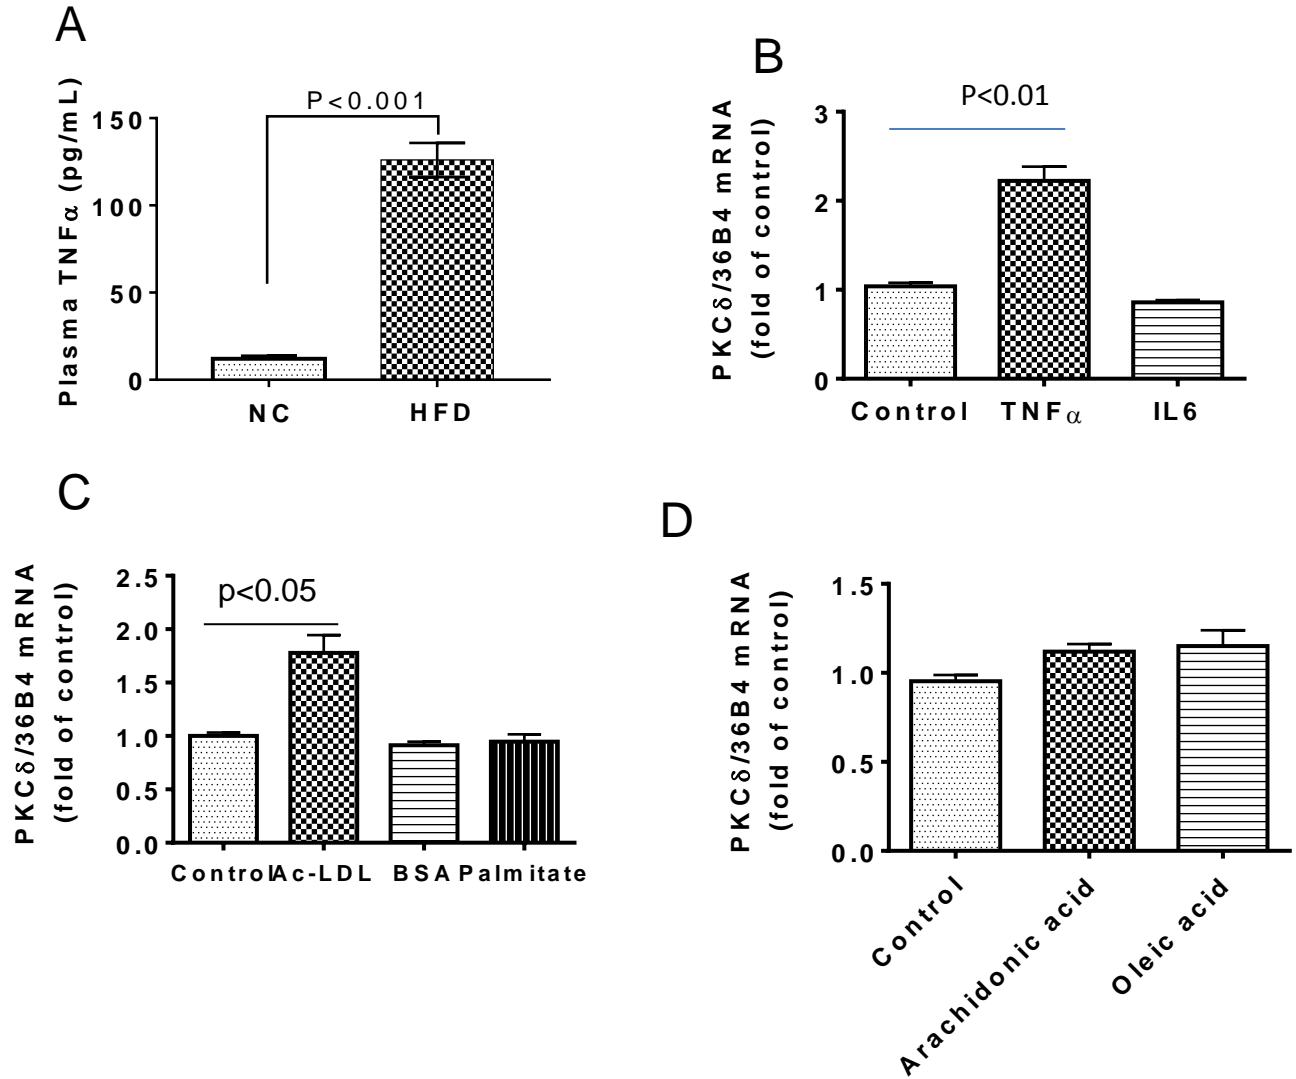 A
Plasma TNFα (pg/mL)
150
100
50
0
P<0.001
NC HFD
B
PKCδ/36B4 mRNA
(fold of control)
3
2
1
0
P<0.01
Control TNFα IL6
C
PKCδ/36B4 mRNA
(fold of control)
2.5
2.0
1.5
1.0
0.5
0.0
p<0.05
Control Ac-LDL BSA Palmitate
D
PKCδ/36B4 mRNA
(fold of control)
1.5
1.0
0.5
0.0
Control
Arachidonic acid
Oleic acid